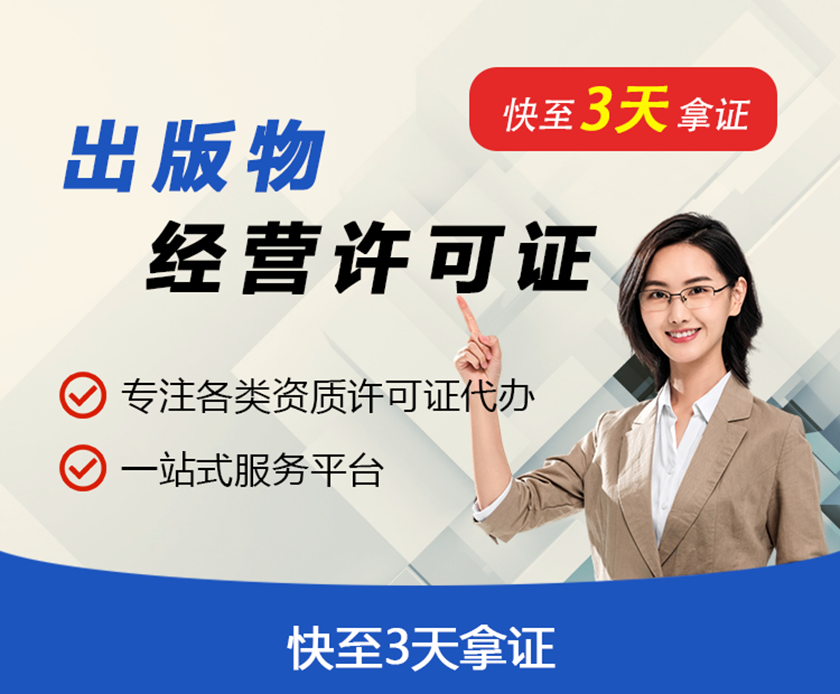 快至3天拿证
出版物
经营许可证
专注各类资质许可证代办
一站式服务平台
快至3天拿证